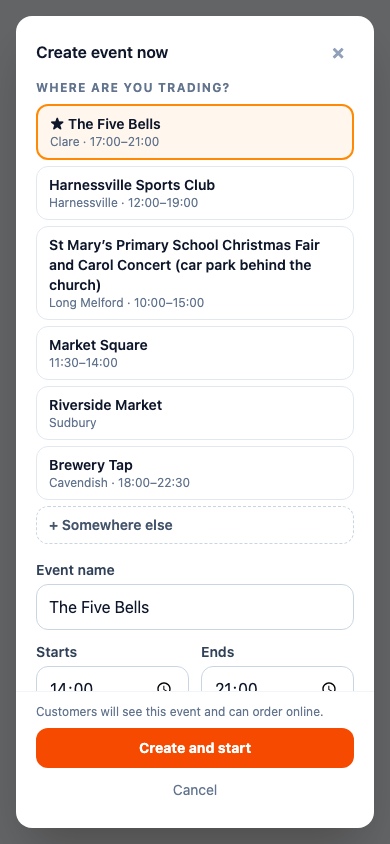 Create event now
×
WHERE ARE YOU TRADING?
★ The Five Bells
Clare · 17:00–21:00
Harnessville Sports Club
Harnessville · 12:00–19:00
St Mary’s Primary School Christmas Fair
and Carol Concert (car park behind the
church)
Long Melford · 10:00–15:00
Market Square
11:30–14:00
Riverside Market
Sudbury
Brewery Tap
Cavendish · 18:00–22:30
+ Somewhere else
Event name
The Five Bells
Starts
Ends
14:00
21:00
Customers will see this event and can order online.
Create and start
Cancel